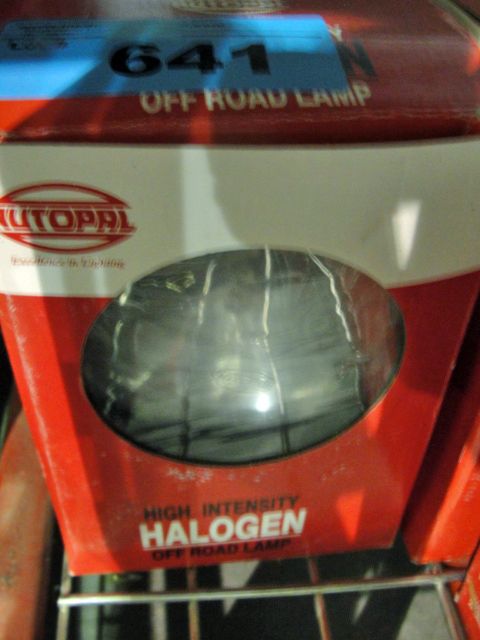 641
OFF ROAD LAMP
AUTOPAL
HIGH INTENSITY
HALOGEN
OFF ROAD LAMP